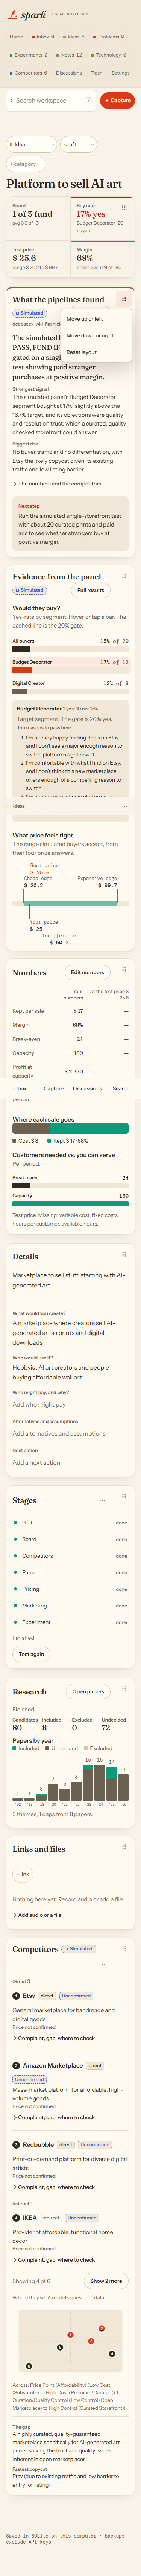 spark LOCAL WORKBENCH
Home Inbox 0 Ideas 0 Problems 0
Experiments 0 Notes 12 Technology 0
Competitors 0 Discussions Trash Settings
Search workspace / + Capture
Idea draft
+ category
Platform to sell AI art
Board
1 of 3 fund
avg 3.0 of 10
Buy rate
17% yes
Budget Decorator · 20 buyers
Test price
$ 25.6
range $ 20.2 to $ 99.7
Margin
68%
break-even 24 of 160
What the pipelines found
Simulated
Move up or left
Move down or right
Reset layout
The simulated
PASS, FUND IF
gated on a singl
test showing paid stranger
purchases at positive margin.
Strongest signal
The simulated panel's Budget Decorator
segment bought at 17%, slightly above the
16.7% target, and its objections were quality
and resolution, which a curated, quality-vetted
storefront can directly answer.
Biggest risk
No buyer traffic and no differentiation, with
Etsy the likely copycat given its existing
traffic and low listing barrier.
The numbers and the competitors
Next step
Run the simulated single-storefront test
with about 20 curated prints and paid
ads to see whether strangers buy at
positive margin.
Evidence from the panel
Simulated Full results
Would they buy?
Yes-rate by segment. Hover or tap a bar. The
dashed line is the 20% gate.
All buyers 15% of 20
Budget Decorator 17% of 12
Digital Creator 13% of 8
Budget Decorator 2 yes · 10 no · 17%
Target segment. The gate is 20% yes.
Top reasons to pass here
1. I'm already happy finding deals on Etsy,
and I don't see a major enough reason to
switch platform right now. 1
2. I'm comfortable with what I find on Etsy,
and I don't think this new marketplace
offers enough of a compelling reason to
switch. 1
← Ideas
What price feels right
The range simulated buyers accept, from
their four price answers.
Best price
$ 25.6
Cheap edge Expensive edge
$ 20.2 $ 99.7
Your price
$ 25
Indifference
$ 50.2
Numbers Edit numbers
Your numbers At the test price $ 25.6
Kept per sale $ 17 —
Margin 68% —
Break-even 24 —
Capacity 160 —
Profit at capacity $ 2,320 —
Inbox Capture Discussions Search
period.
Where each sale goes
Cost $ 8 Kept $ 17 · 68%
Customers needed vs. you can serve
Per period.
Break-even 24
Capacity 160
Test price: Missing: variable cost, fixed costs,
hours per customer, available hours.
Details
Marketplace to sell stuff, starting with AI-
generated art.
What would you create?
A marketplace where creators sell AI-
generated art as prints and digital
downloads
Who would use it?
Hobbyist AI art creators and people
buying affordable wall art
Who might pay, and why?
Add who might pay
Alternatives and assumptions
Add alternatives and assumptions
Next action
Add a next action
Stages
Grill done
Board done
Competitors done
Panel done
Pricing done
Marketing done
Experiment done
Finished
Test again
Research Open papers
Finished
Candidates Included Excluded Undecided
80 8 0 72
Papers by year
Included Undecided Excluded
3 themes, 1 gaps from 8 papers.
Links and files
+ link
Nothing here yet. Record audio or add a file.
Add audio or a file
Competitors Simulated
Direct 3
1 Etsy direct Unconfirmed
General marketplace for handmade and
digital goods
Price not confirmed
Complaint, gap, where to check
2 Amazon Marketplace direct
Unconfirmed
Mass-market platform for affordable, high-
volume goods
Price not confirmed
Complaint, gap, where to check
3 Redbubble direct Unconfirmed
Print-on-demand platform for diverse digital
artists
Price not confirmed
Complaint, gap, where to check
Indirect 1
4 IKEA indirect Unconfirmed
Provider of affordable, functional home
decor
Price not confirmed
Complaint, gap, where to check
Showing 4 of 6 Show 2 more
Where they sit. A model's guess, not data.
Across: Price Point (Affordability) (Low Cost
(Substitute) to High Cost (Premium/Curated)). Up:
Curation/Quality Control (Low Control (Open
Marketplace) to High Control (Curated Storefront)).
The gap
A highly curated, quality-guaranteed
marketplace specifically for AI-generated art
prints, solving the trust and quality issues
inherent in open marketplaces.
Fastest copycat
Etsy (due to existing traffic and low barrier to
entry for listing)
Saved in SQLite on this computer · backups
exclude API keys